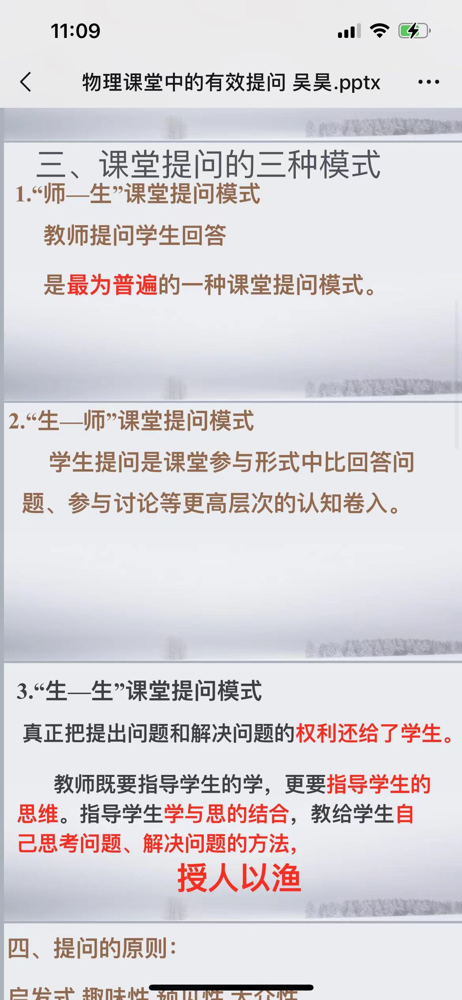 11:09
物理课堂中的有效提问 吴昊.pptx
三、课堂提问的三种模式
1.“师—生”课堂提问模式
教师提问学生回答
是最为普遍的一种课堂提问模式。
2.“生—师”课堂提问模式
学生提问是课堂参与形式中比回答问
题、参与讨论等更高层次的认知卷入。
3.“生—生”课堂提问模式
真正把提出问题和解决问题的权利还给了学生。
教师既要指导学生的学，更要指导学生的
思维。指导学生学与思的结合，教给学生自
己思考问题、解决问题的方法，
授人以渔
四、提问的原则：
启发式 趣味性 预见性 大众性